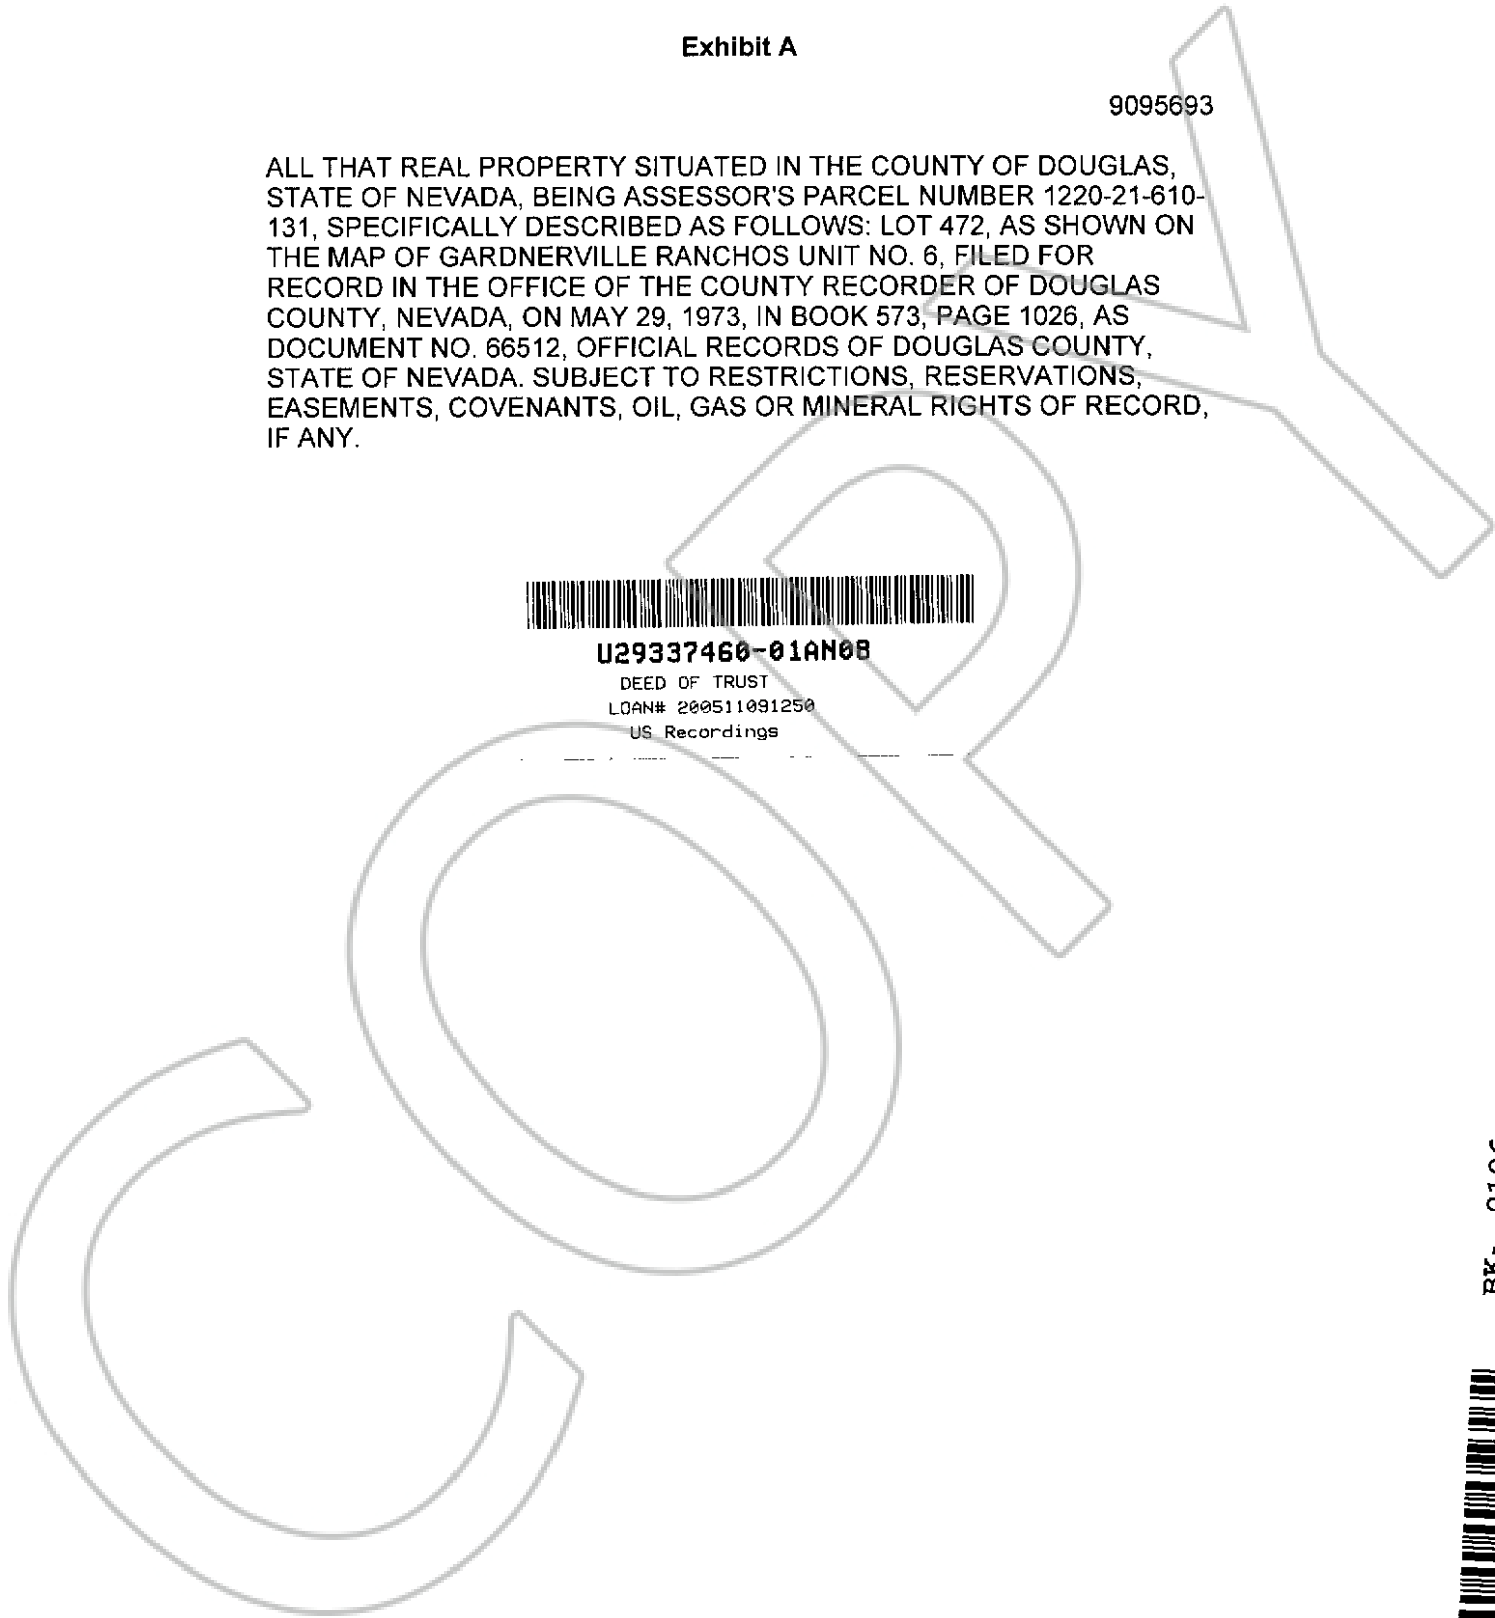 Exhibit A
9095693
ALL THAT REAL PROPERTY SITUATED IN THE COUNTY OF DOUGLAS,
STATE OF NEVADA, BEING ASSESSOR'S PARCEL NUMBER 1220-21-610-
131, SPECIFICALLY DESCRIBED AS FOLLOWS: LOT 472, AS SHOWN ON
THE MAP OF GARDNERVILLE RANCHOS UNIT NO. 6, FILED FOR
RECORD IN THE OFFICE OF THE COUNTY RECORDER OF DOUGLAS
COUNTY, NEVADA, ON MAY 29, 1973, IN BOOK 573, PAGE 1026, AS
DOCUMENT NO. 66512, OFFICIAL RECORDS OF DOUGLAS COUNTY,
STATE OF NEVADA. SUBJECT TO RESTRICTIONS, RESERVATIONS,
EASEMENTS, COVENANTS, OIL, GAS OR MINERAL RIGHTS OF RECORD,
IF ANY.
U29337460-01AN08
DEED OF TRUST
LOAN# 200511091250
US Recordings
COPY
BK-